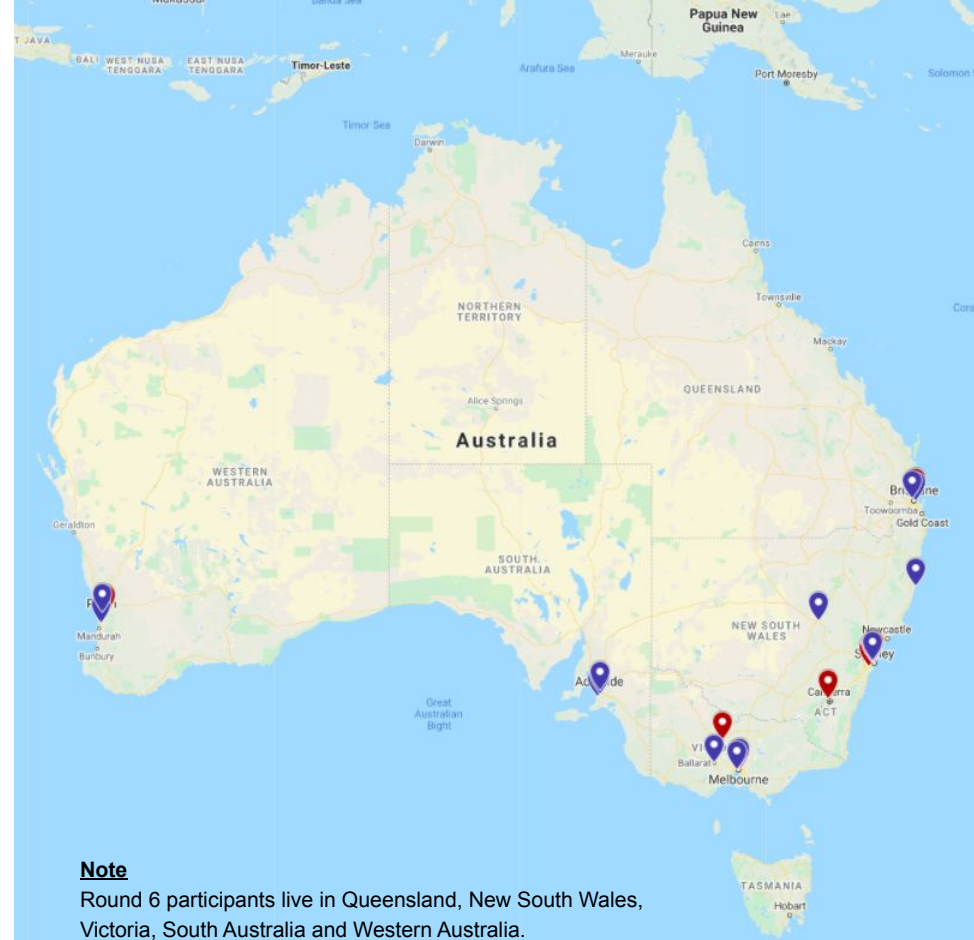 Banda Sea
Papua New
Guinea
Lae
T JAVA
BALI
WEST NUSA
TENGGARA
EAST NUSA
TENGGARA
Timor-Leste
Merauke
Arafura Sea
Port Moresby
Solomon
Timor Sea
Darwin
Cairns
NORTHERN
TERRITORY
Townsville
Mackay
QUEENSLAND
Alice Springs
Australia
WESTERN
AUSTRALIA
Toowoomba
Gold Coast
Geraldton
SOUTH
AUSTRALIA
NEW SOUTH
WALES
Newcastle
Mandurah
Bunbury
Great
Australian
Bight
ACT
Ballarat
Melbourne
TASMANIA
Hobart
Note
Round 6 participants live in Queensland, New South Wales,
Victoria, South Australia and Western Australia.